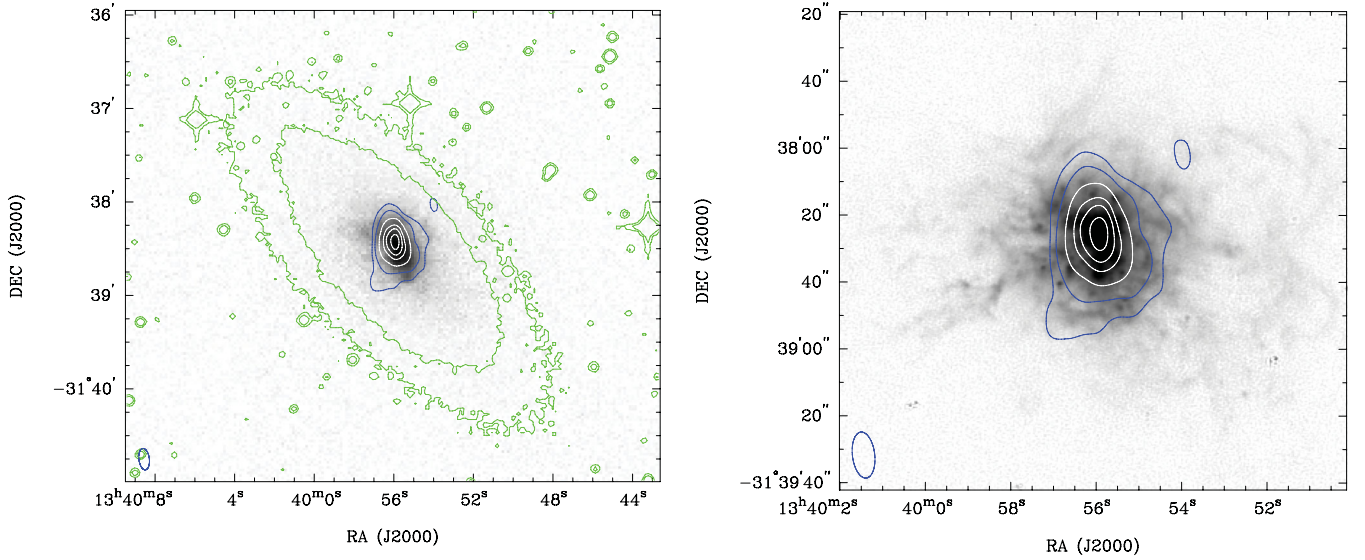 36′
37′
38′
39′
−31°40′
13ʰ40ᵐ8ˢ 4ˢ 40ᵐ0ˢ 56ˢ 52ˢ 48ˢ 44ˢ
RA (J2000)
DEC (J2000)
20″
40″
38′00″
20″
40″
39′00″
20″
−31°39′40″
13ʰ40ᵐ2ˢ 40ᵐ0ˢ 58ˢ 56ˢ 54ˢ 52ˢ
RA (J2000)
DEC (J2000)